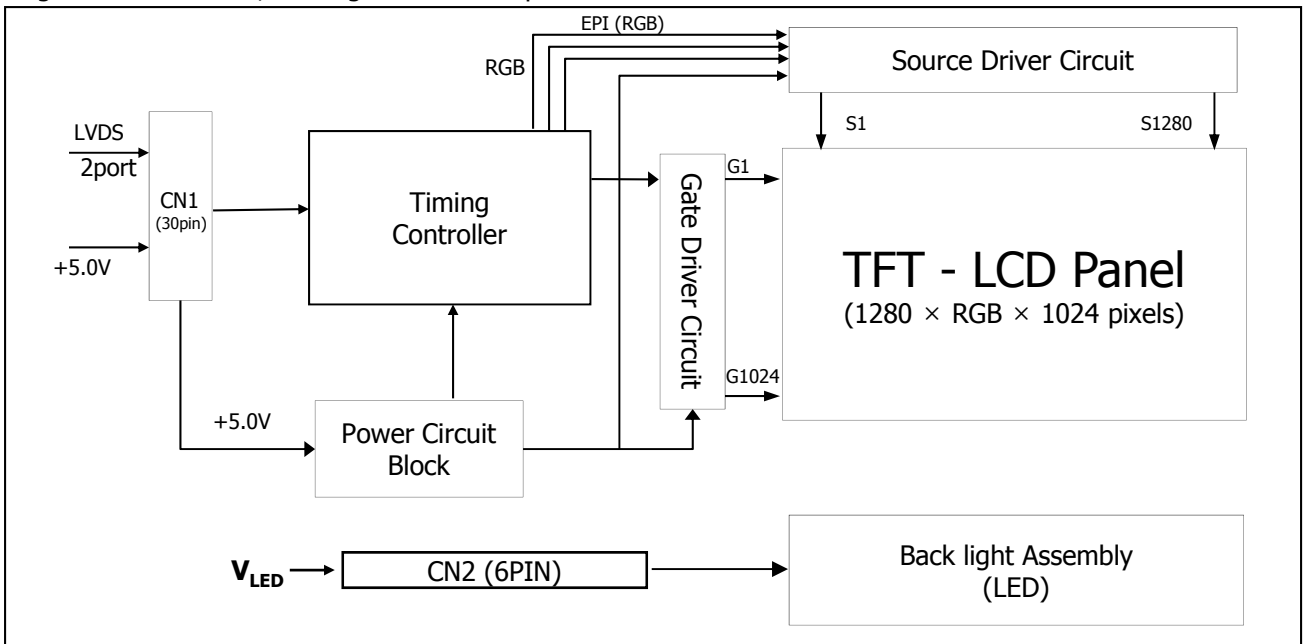 EPI (RGB)
RGB
Source Driver Circuit
S1
S1280
LVDS
2port
CN1
(30pin)
+5.0V
Timing
Controller
Gate Driver Circuit
G1
G1024
TFT - LCD Panel
(1280 × RGB × 1024 pixels)
+5.0V
Power Circuit
Block
VLED
CN2 (6PIN)
Back light Assembly
(LED)